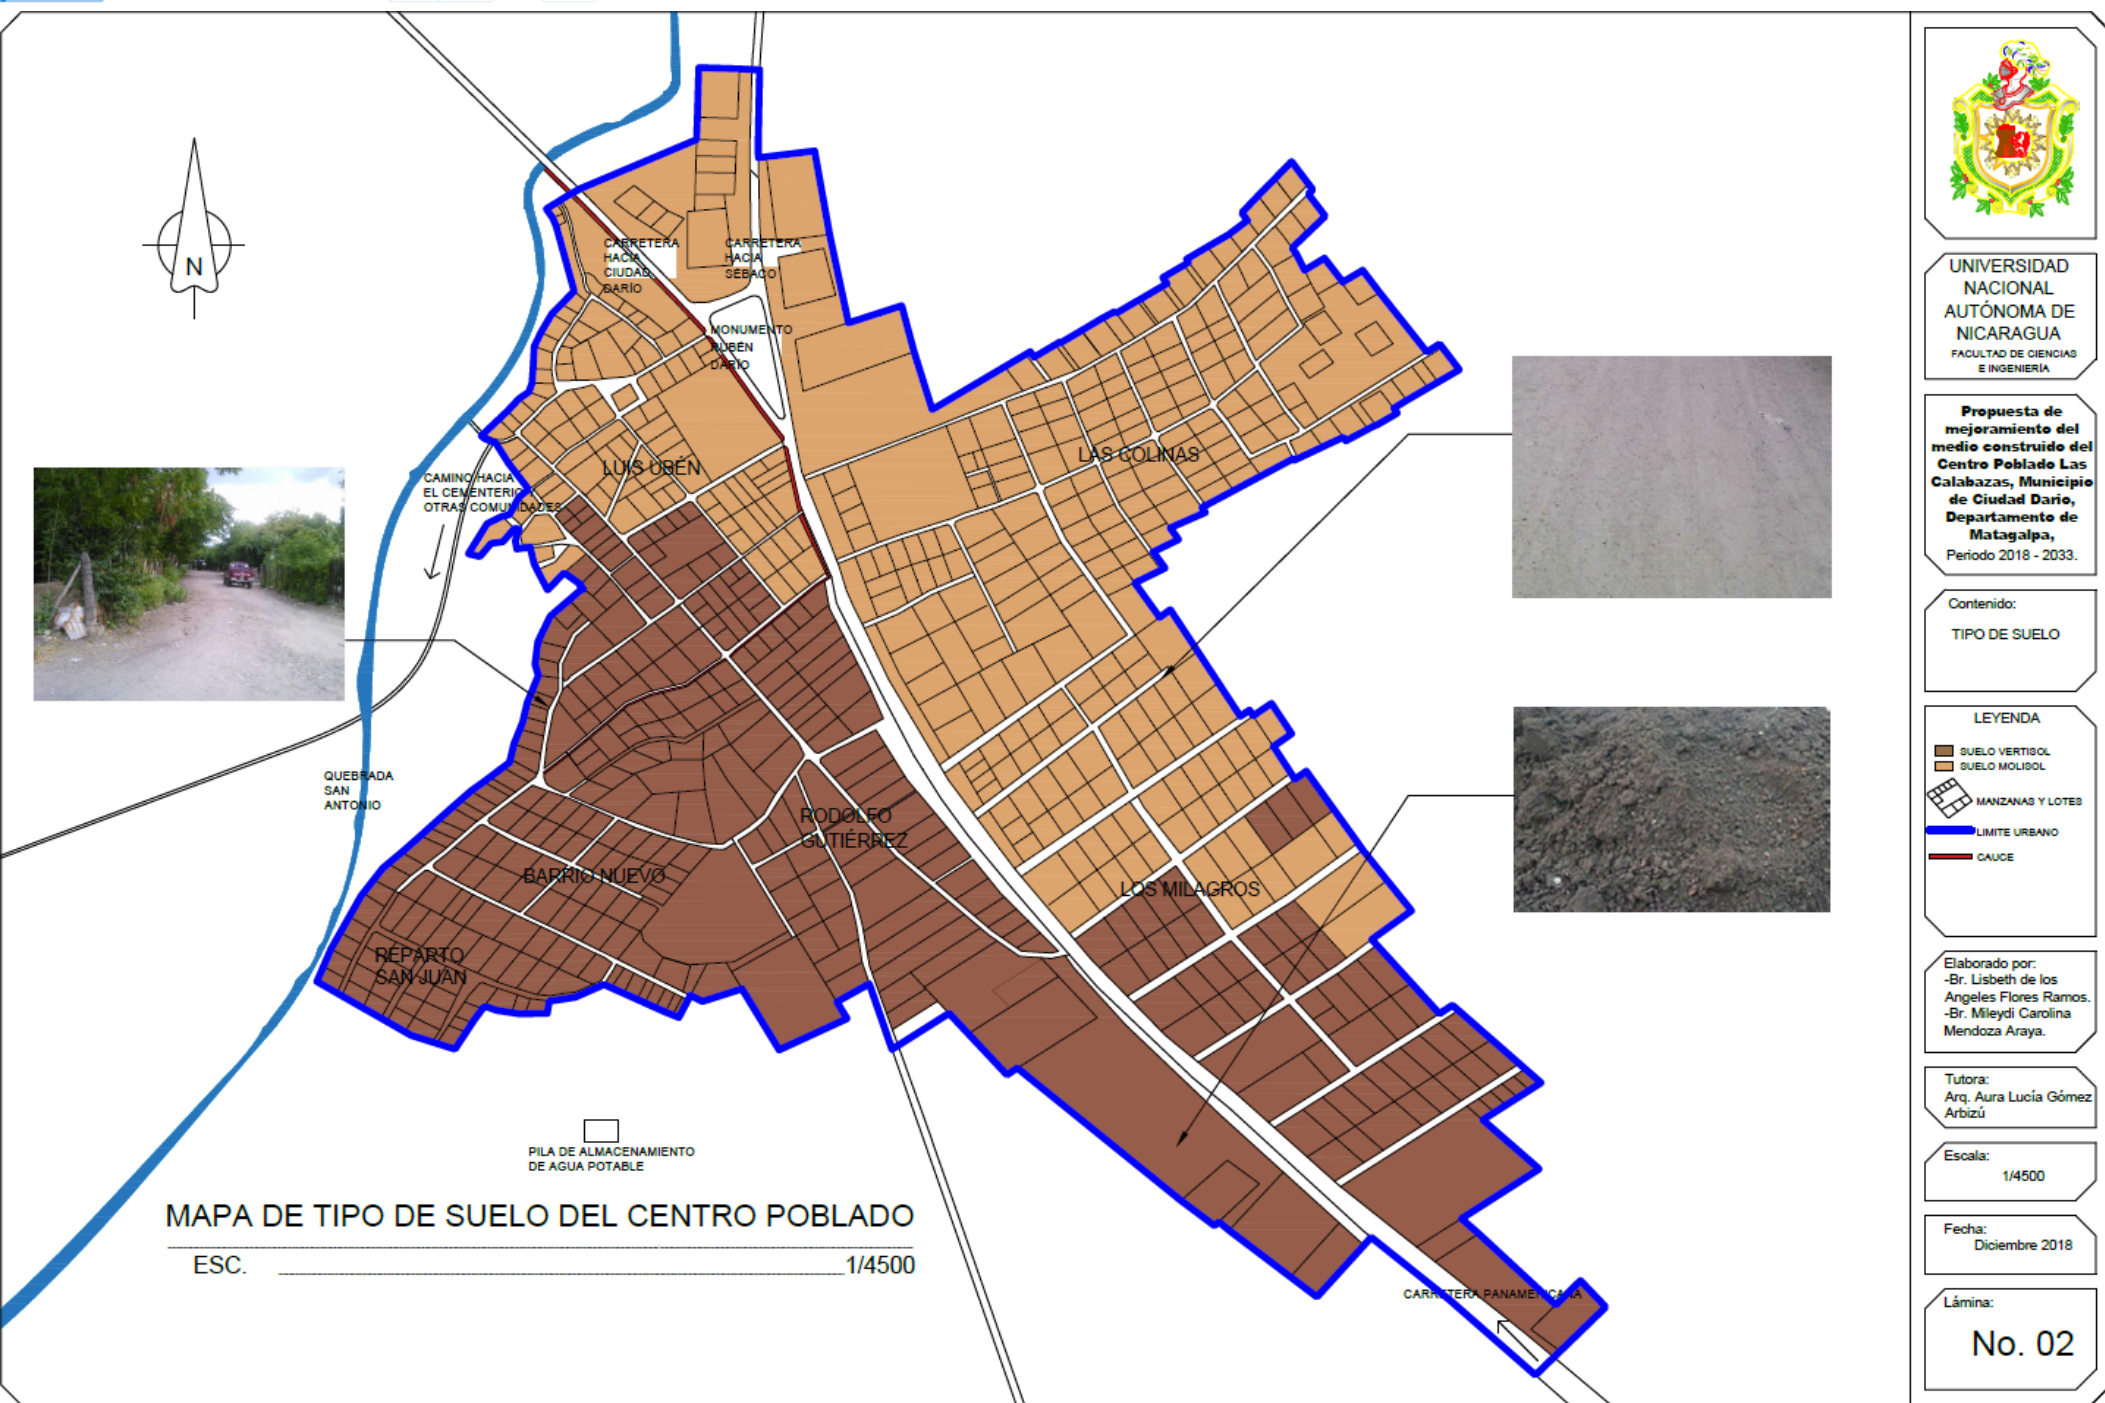 CARRETERA
HACIA
CIUDAD
DARÍO
CARRETERA
HACIA
SÉBACO
MONUMENTO
RUBÉN
DARÍO
LUIS UBÉN
LAS COLINAS
CAMINO HACIA
EL CEMENTERIO
OTRAS COMUNIDADES
QUEBRADA
SAN
ANTONIO
RODOLFO
GUTIÉRREZ
BARRIO NUEVO
LOS MILAGROS
REPARTO
SAN JUAN
PILA DE ALMACENAMIENTO
DE AGUA POTABLE
CARRETERA PANAMERICANA
N
MAPA DE TIPO DE SUELO DEL CENTRO POBLADO
ESC. 1/4500
UNIVERSIDAD
NACIONAL
AUTÓNOMA DE
NICARAGUA
FACULTAD DE CIENCIAS
E INGENIERÍA
Propuesta de
mejoramiento del
medio construido del
Centro Poblado Las
Calabazas, Municipio
de Ciudad Dario,
Departamento de
Matagalpa,
Periodo 2018 - 2033.
Contenido:
TIPO DE SUELO
LEYENDA
SUELO VERTISOL
SUELO MOLISOL
MANZANAS Y LOTES
LIMITE URBANO
CAUCE
Elaborado por:
-Br. Lisbeth de los
Angeles Flores Ramos.
-Br. Mileydi Carolina
Mendoza Araya.
Tutora:
Arq. Aura Lucía Gómez
Arbizú
Escala:
1/4500
Fecha:
Diciembre 2018
Lámina:
No. 02